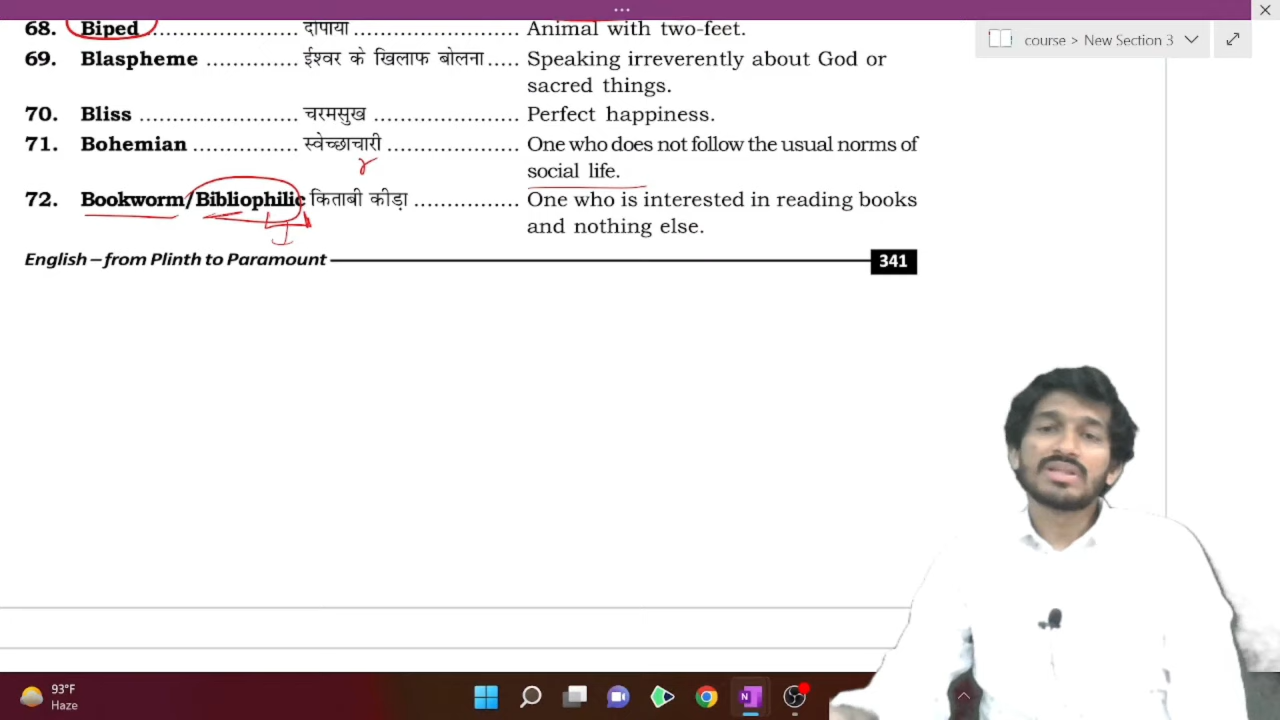 ...
course > New Section 3
68. Biped ........................ दोपाया .......................... Animal with two-feet.
69. Blaspheme .............. ईश्वर के खिलाफ बोलना ..... Speaking irreverently about God or
sacred things.
70. Bliss ........................ चरमसुख ...................... Perfect happiness.
71. Bohemian ................ स्वेच्छाचारी .................... One who does not follow the usual norms of
social life.
72. Bookworm/Bibliophilic किताबी कीड़ा ................ One who is interested in reading books
and nothing else.
English – from Plinth to Paramount 341
93°F
Haze